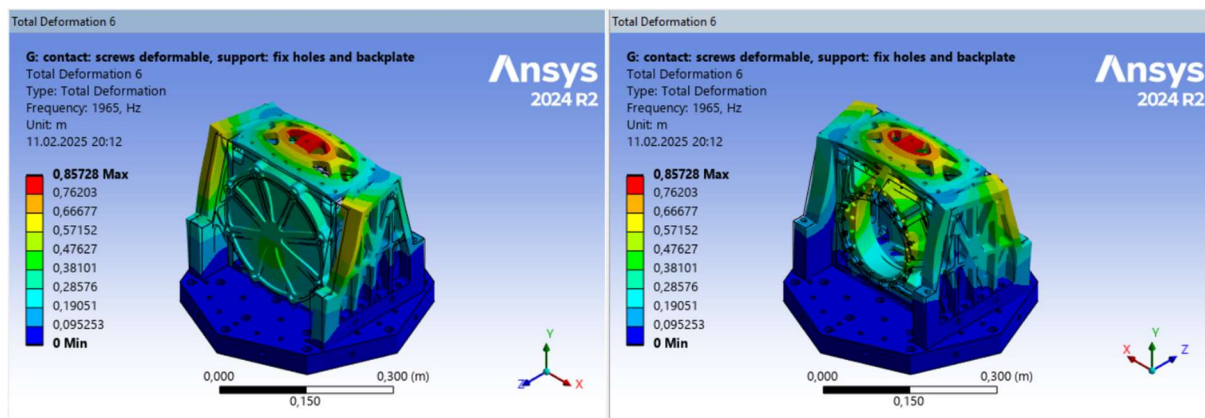 Total Deformation 6
G: contact: screws deformable, support: fix holes and backplate
Total Deformation 6
Type: Total Deformation
Frequency: 1965, Hz
Unit: m
11.02.2025 20:12
Ansys
2024 R2
0,85728 Max
0,76203
0,66677
0,57152
0,47627
0,38101
0,28576
0,19051
0,095253
0 Min
Y
Z
X
0,000
0,300 (m)
0,150
Total Deformation 6
G: contact: screws deformable, support: fix holes and backplate
Total Deformation 6
Type: Total Deformation
Frequency: 1965, Hz
Unit: m
11.02.2025 20:12
Ansys
2024 R2
0,85728 Max
0,76203
0,66677
0,57152
0,47627
0,38101
0,28576
0,19051
0,095253
0 Min
Y
X
Z
0,000
0,300 (m)
0,150